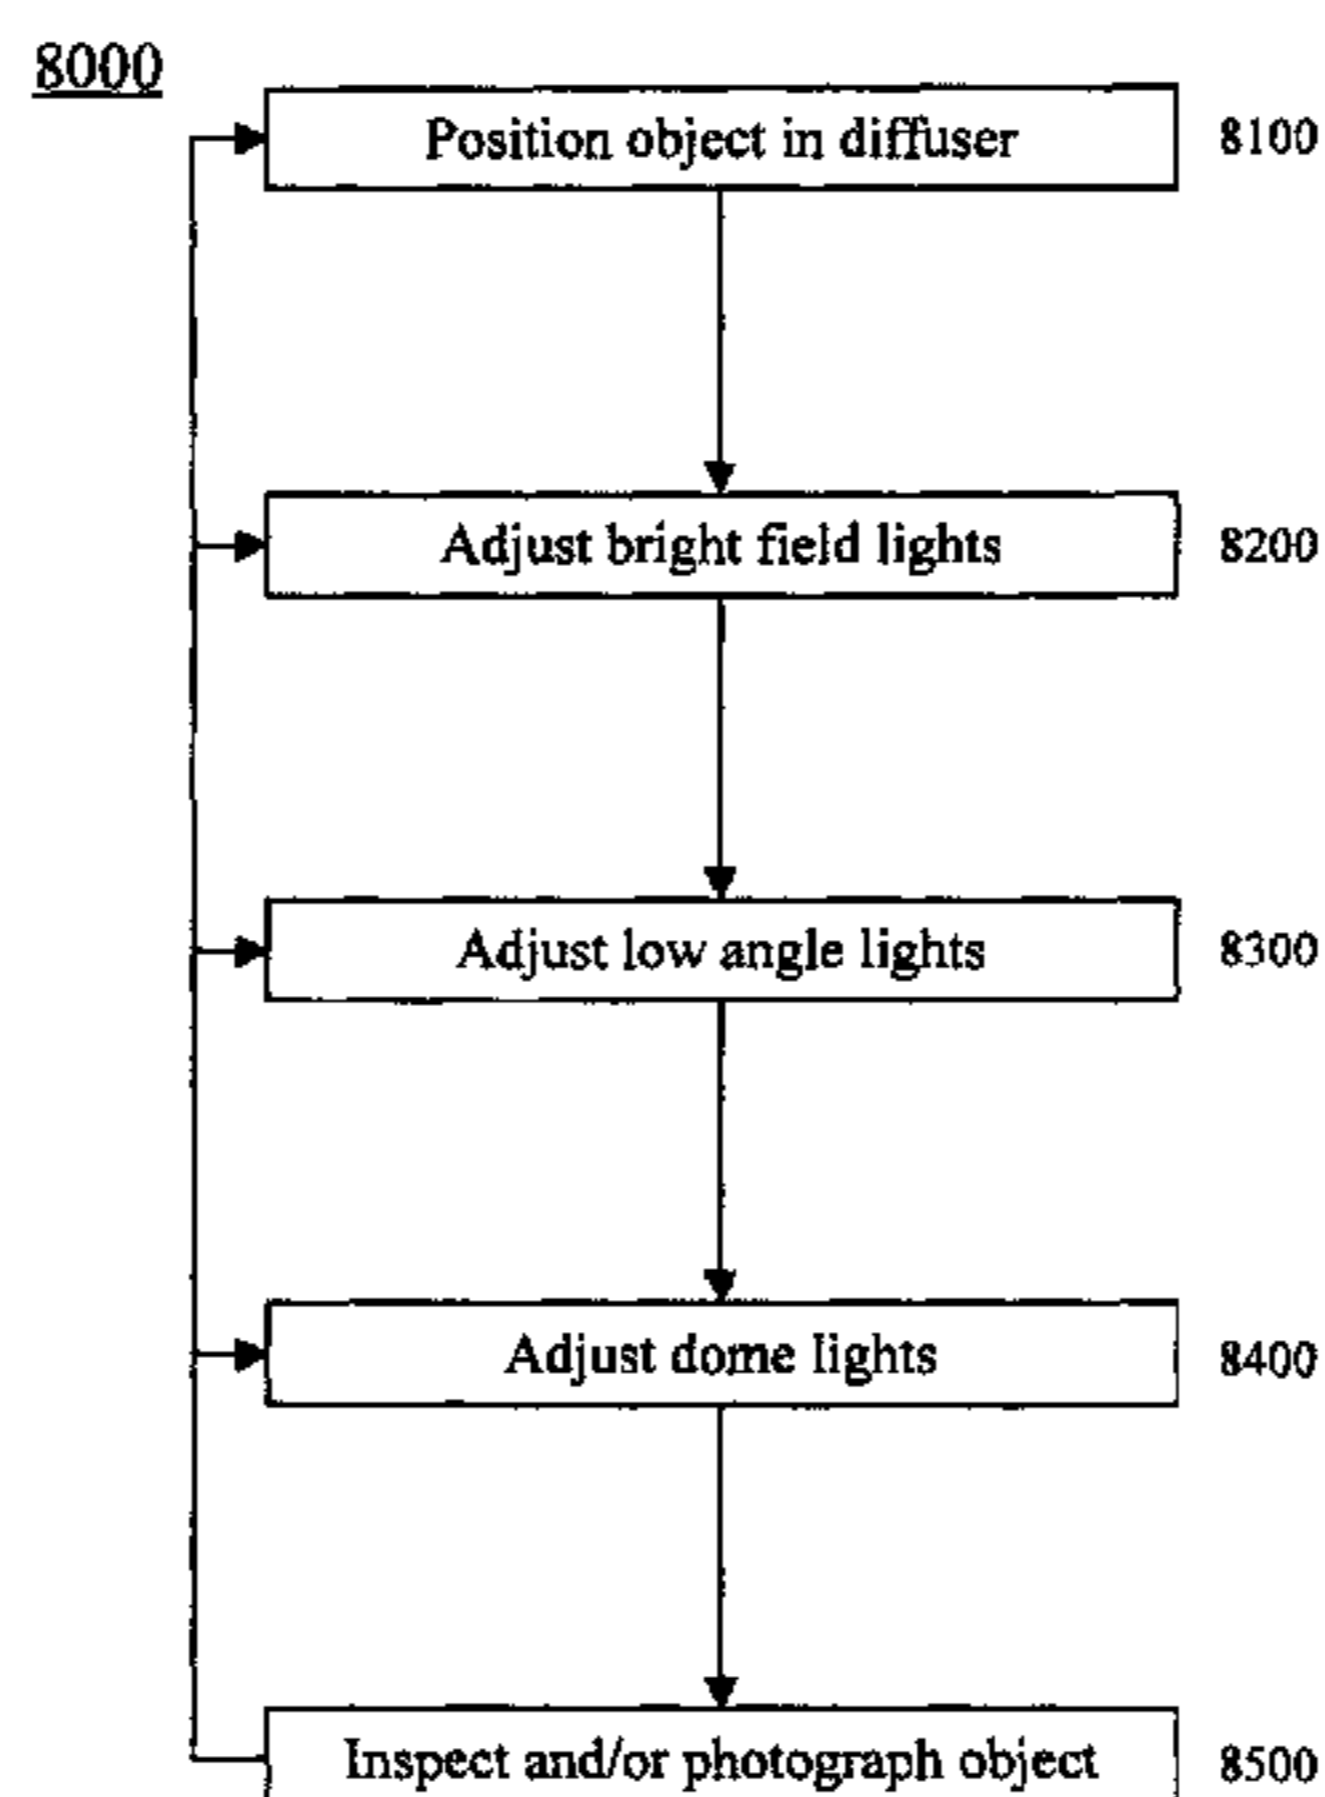 8000
Position object in diffuser 8100
Adjust bright field lights 8200
Adjust low angle lights 8300
Adjust dome lights 8400
Inspect and/or photograph object 8500